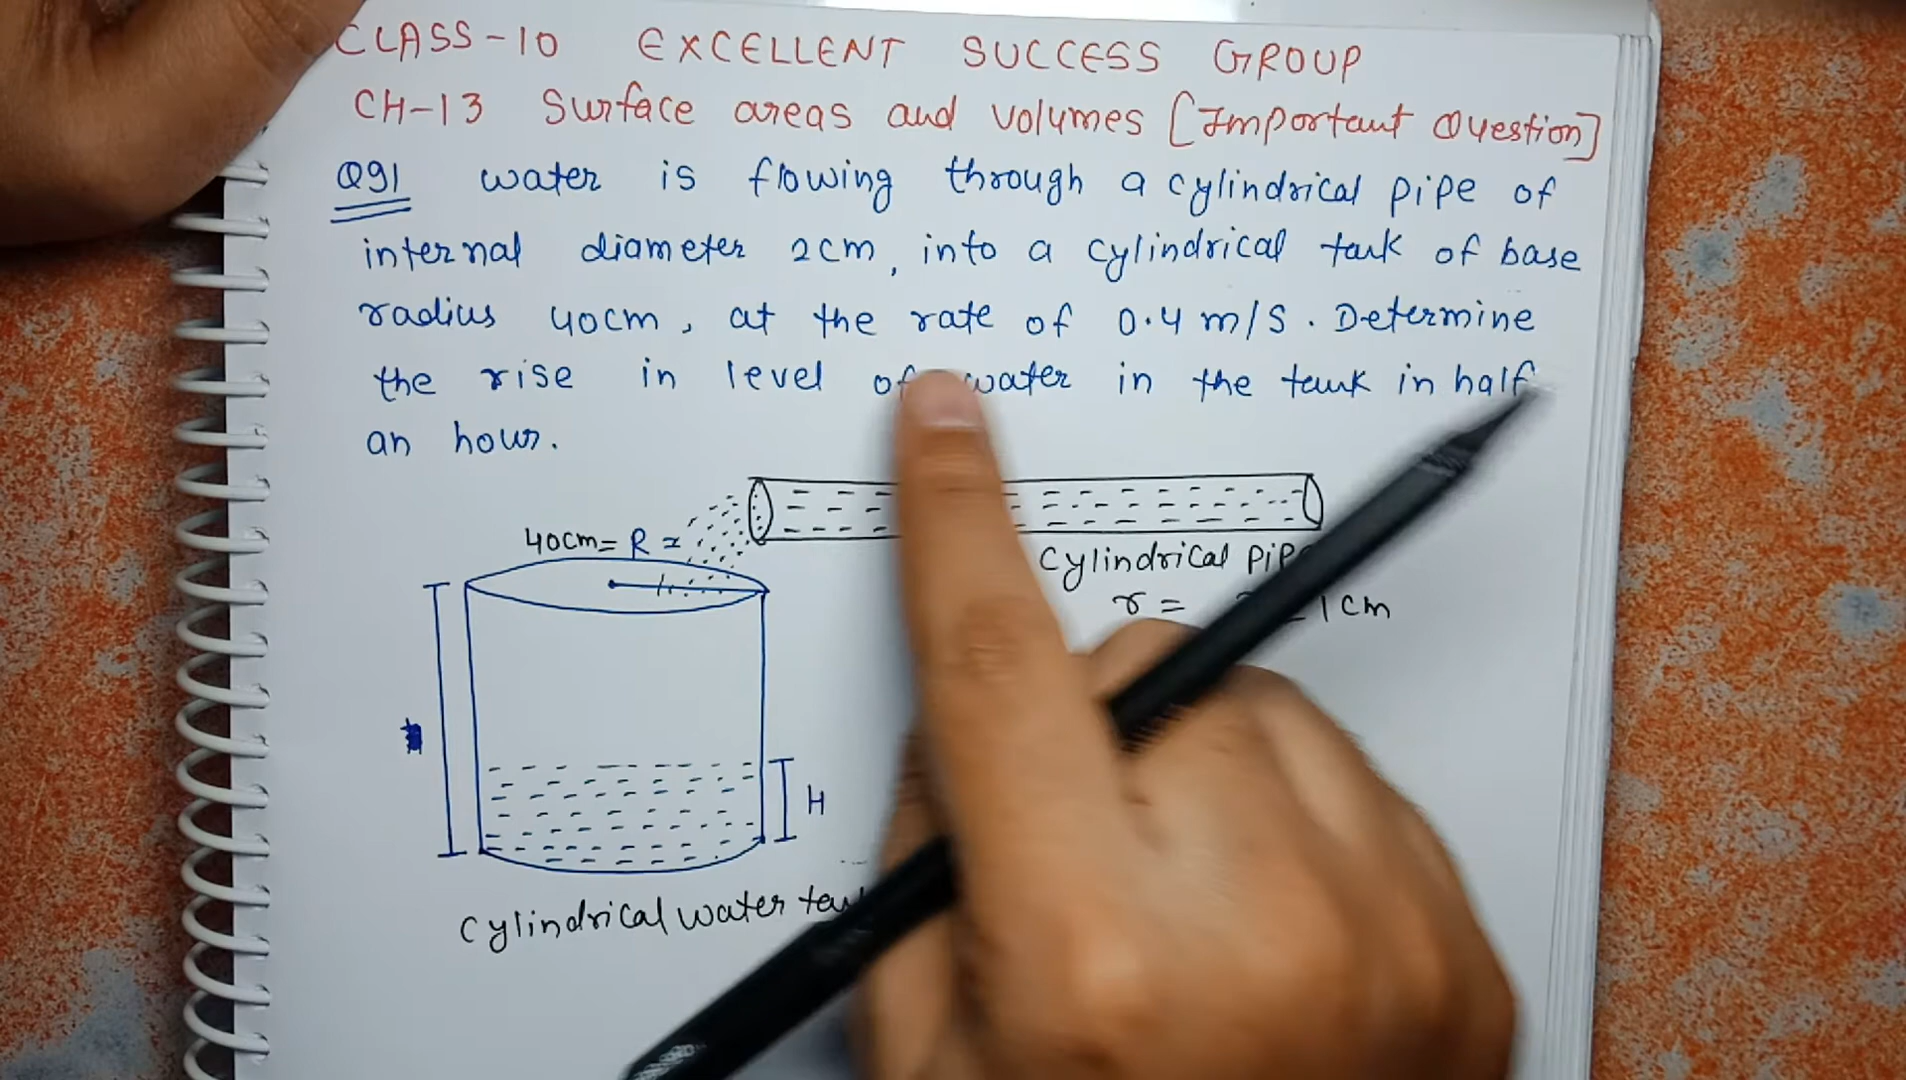 CLASS-10 EXCELLENT SUCCESS GROUP
CH-13 Surface areas and volumes [Important Question]
Q91 water is flowing through a cylindrical pipe of
internal diameter 2cm, into a cylindrical tank of base
radius 40cm, at the rate of 0.4 m/s. Determine
the rise in level of water in the tank in half
an hour.
40cm = R =
cylindrical
r = 1cm
H
cylindrical water